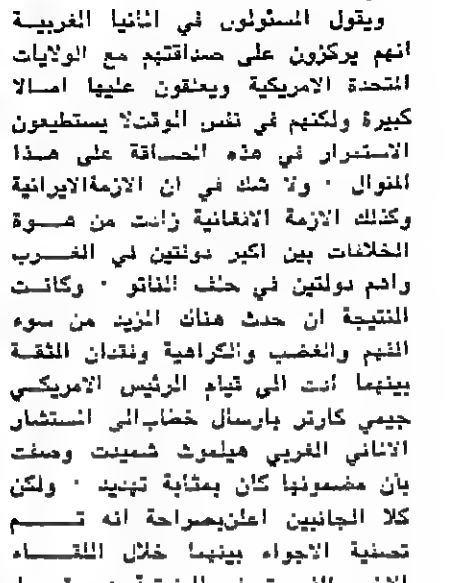 ويقول المسئولون في المانيا الغربية
انهم يركزون على صداقتهم مع الولايات
المتحدة الامريكية ويعلقون عليها امالا
كبيرة ولكنهم في نفس الوقت لا يستطيعون
الاستمرار في هذه الصداقة على هذا
المنوال . ولا شك في ان الازمة الايرانية
وكذلك الازمة الافغانية زادت من هوة
الخلافات بين اكبر دولتين في الغرب
واهم دولتين في حلف الناتو . وكانت
النتيجة ان حدث هناك المزيد من سوء
الفهم والغضب والكراهية وفقدان الثقة
بينهما ادت الى قيام الرئيس الامريكي
جيمي كارتر بارسال خطاب الى المستشار
الالماني الغربي هيلموت شميدت وصفت
بأن مضمونها كان بمثابة تهديد . ولكن
كلا الجانبين اعلن بصراحة انه تم
تصفية الاجواء بينهما خلال اللقاء